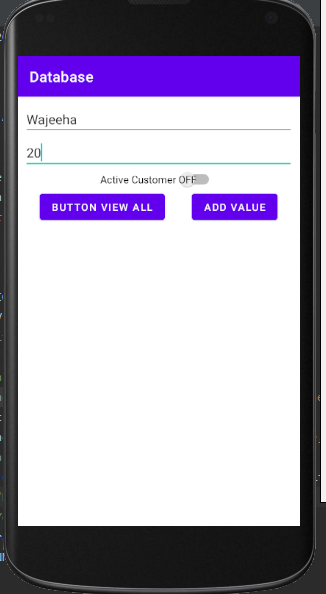 Database
Wajeeha
20
Active Customer OFF
BUTTON VIEW ALL ADD VALUE